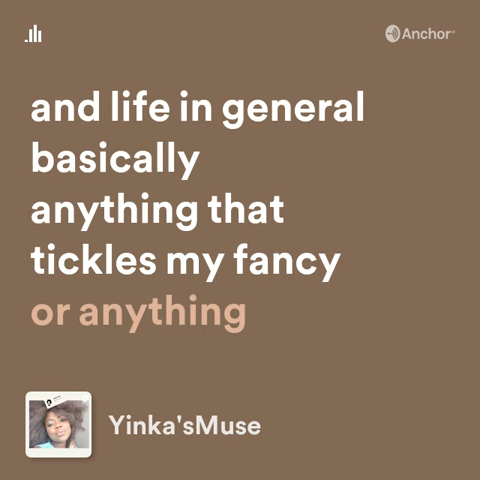 Anchor
and life in general
basically
anything that
tickles my fancy
or anything
Yinka'sMuse